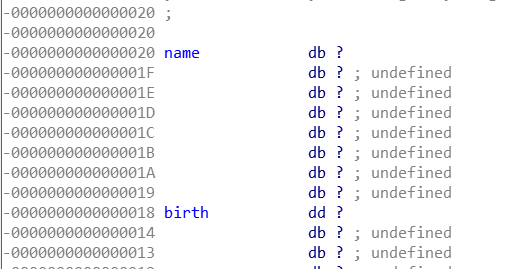 -0000000000000020 ;
-0000000000000020
-0000000000000020 name db ?
-000000000000001F db ? ; undefined
-000000000000001E db ? ; undefined
-000000000000001D db ? ; undefined
-000000000000001C db ? ; undefined
-000000000000001B db ? ; undefined
-000000000000001A db ? ; undefined
-0000000000000019 db ? ; undefined
-0000000000000018 birth dd ?
-0000000000000014 db ? ; undefined
-0000000000000013 db ? ; undefined